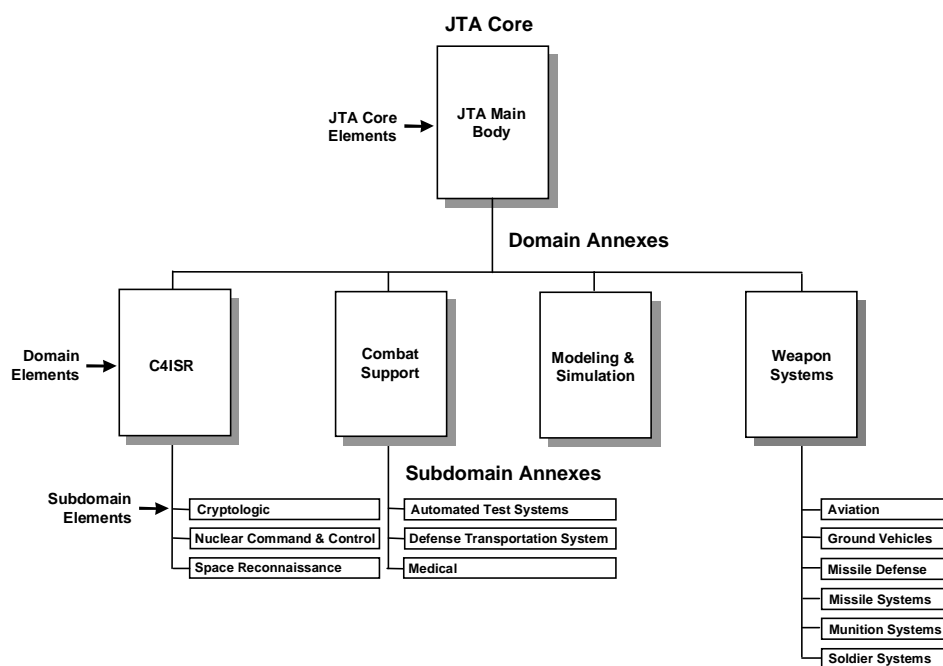 JTA Core
JTA Core
Elements
JTA Main
Body
Domain Annexes
Domain
Elements
C4ISR
Combat
Support
Modeling &
Simulation
Weapon
Systems
Subdomain Annexes
Subdomain
Elements
Cryptologic
Nuclear Command & Control
Space Reconnaissance
Automated Test Systems
Defense Transportation System
Medical
Aviation
Ground Vehicles
Missile Defense
Missile Systems
Munition Systems
Soldier Systems